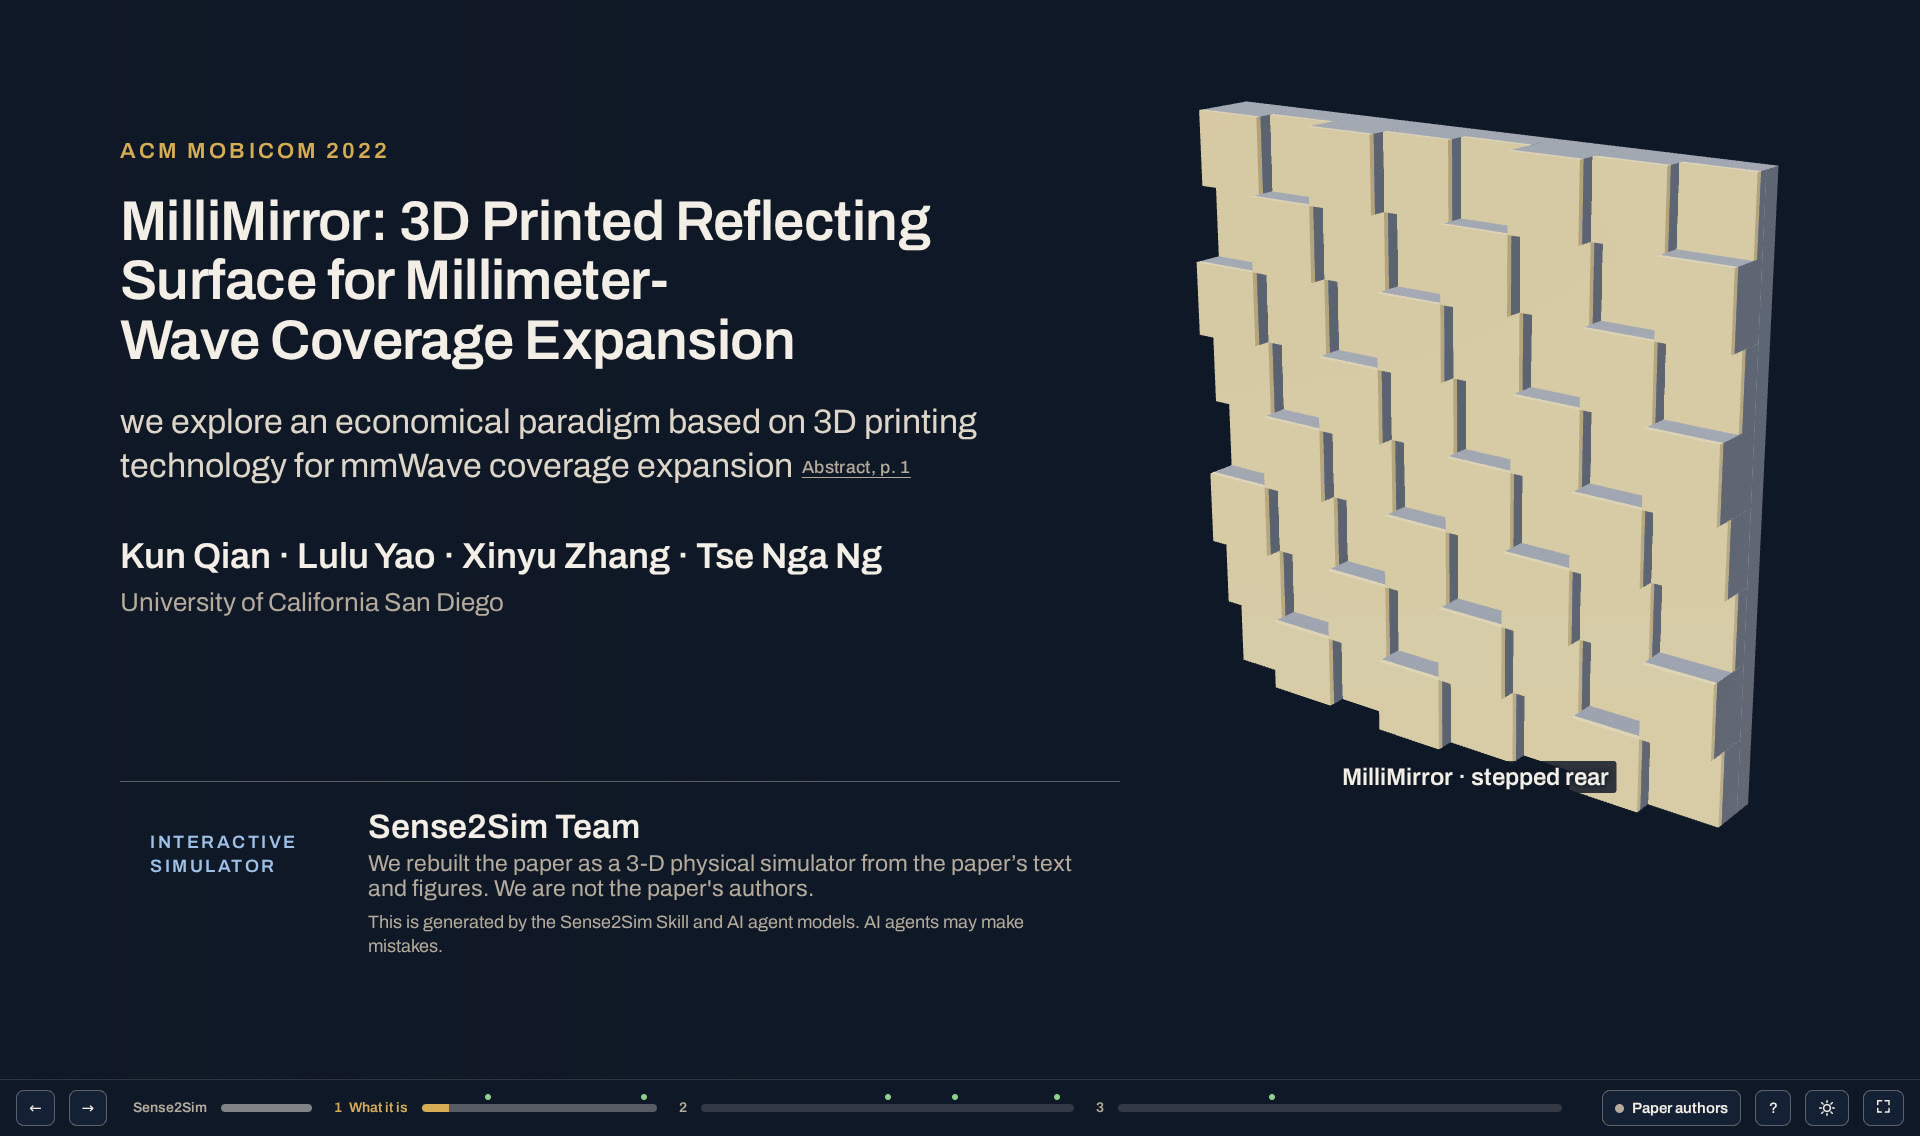 ACM MOBICOM 2022
MilliMirror: 3D Printed Reflecting
Surface for Millimeter-
Wave Coverage Expansion
we explore an economical paradigm based on 3D printing
technology for mmWave coverage expansion Abstract, p. 1
Kun Qian · Lulu Yao · Xinyu Zhang · Tse Nga Ng
University of California San Diego
MilliMirror · stepped rear
INTERACTIVE
SIMULATOR
Sense2Sim Team
We rebuilt the paper as a 3-D physical simulator from the paper’s text
and figures. We are not the paper's authors.
This is generated by the Sense2Sim Skill and AI agent models. AI agents may make
mistakes.
← → Sense2Sim 1 What it is 2 3 Paper authors ?